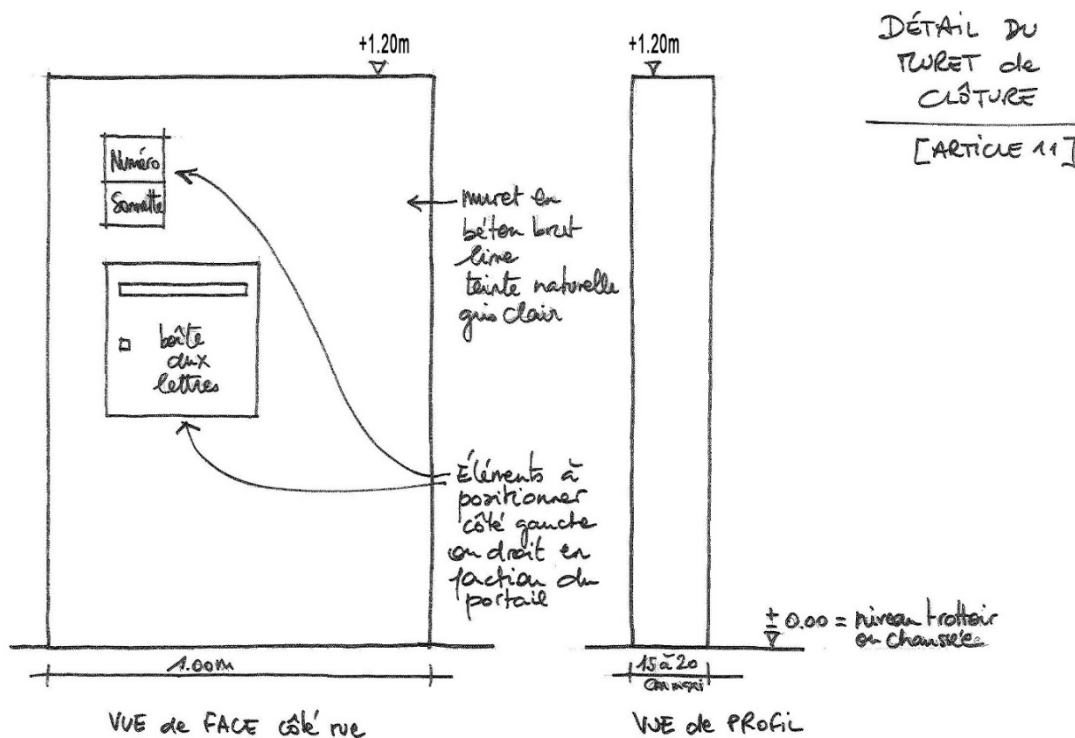 +1.20m
+1.20m
DÉTAIL DU
MURET de
CLÔTURE
[ARTICLE 11]
Numéro
Sonnette
boîte
aux
lettres
muret en
béton brut
teinte naturelle
gris clair
Éléments à
positionner
côté gauche
ou droit en
du
portail
± 0.00 = niveau trottoir
ou chaussée
1.00m
15 à 20
VUE de FACE côté rue
VUE de PROFIL